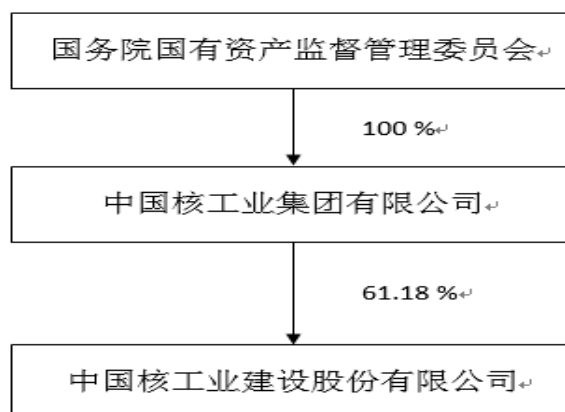 国务院国有资产监督管理委员会
100 %
中国核工业集团有限公司
61.18 %
中国核工业建设股份有限公司